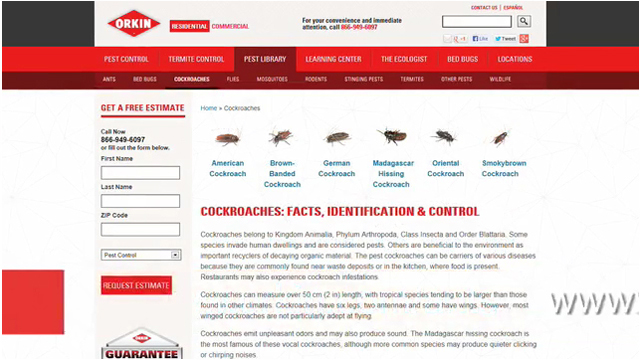 ORKIN
RESIDENTIAL COMMERCIAL
For your convenience and immediate
attention, call 866-949-6097
CONTACT US | ESPAÑOL
Like Tweet
PEST CONTROL TERMITE CONTROL PEST LIBRARY LEARNING CENTER THE ECOLOGIST BED BUGS LOCATIONS
ANTS BED BUGS COCKROACHES FLIES MOSQUITOES RODENTS STINGING PESTS TERMITES OTHER PESTS WILDLIFE
GET A FREE ESTIMATE
Call Now
866-949-6097
or fill out the form below.
First Name
Last Name
ZIP Code
Pest Control
REQUEST ESTIMATE
ORKIN
GUARANTEE
Home » Cockroaches
American Cockroach
Brown-Banded Cockroach
German Cockroach
Madagascar Hissing Cockroach
Oriental Cockroach
Smokybrown Cockroach
COCKROACHES: FACTS, IDENTIFICATION & CONTROL
Cockroaches belong to Kingdom Animalia, Phylum Arthropoda, Class Insecta and Order Blattaria. Some
species invade human dwellings and are considered pests. Others are beneficial to the environment as
important recyclers of decaying organic material. The pest cockroaches can be carriers of various diseases
because they are commonly found near waste deposits or in the kitchen, where food is present.
Restaurants may also experience cockroach infestations.
Cockroaches can measure over 50 cm (2 in) length, with tropical species tending to be larger than those
found in other climates. Cockroaches have six legs, two antennae and some have wings. However, most
winged cockroaches are not particularly adept at flying.
Cockroaches emit unpleasant odors and may also produce sound. The Madagascar hissing cockroach is
the most famous of these vocal cockroaches, although more common species may produce quieter clicking
or chirping noises.
www.